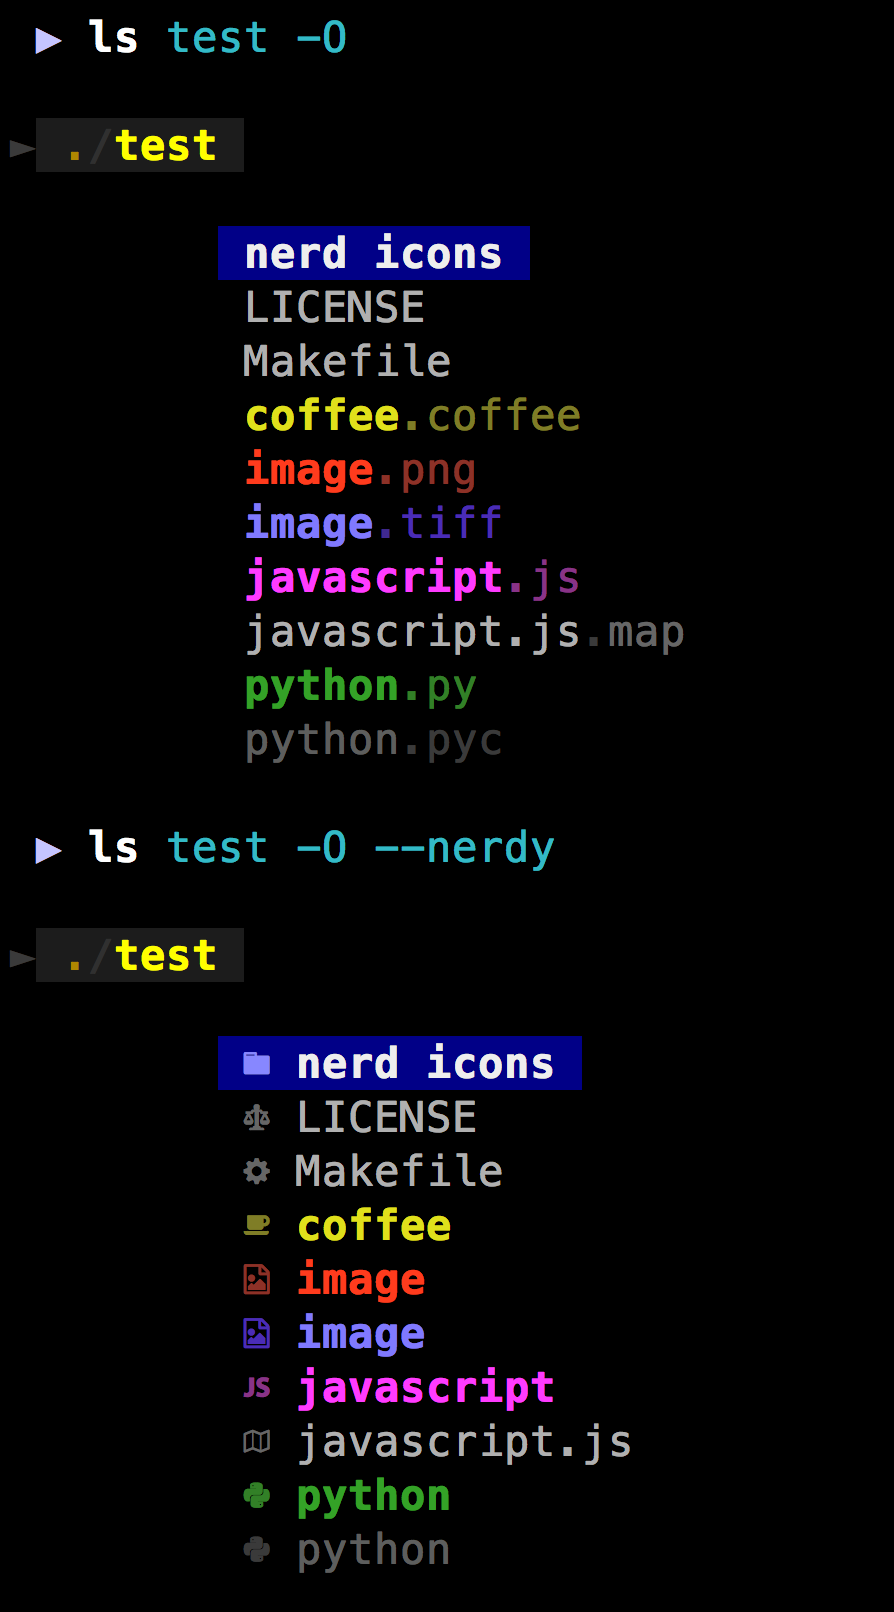 ▶ ls test -O
► ./test
nerd icons
LICENSE
Makefile
coffee.coffee
image.png
image.tiff
javascript.js
javascript.js.map
python.py
python.pyc
▶ ls test -O --nerdy
► ./test
nerd icons
LICENSE
Makefile
coffee
image
image
JS javascript
javascript.js
python
python